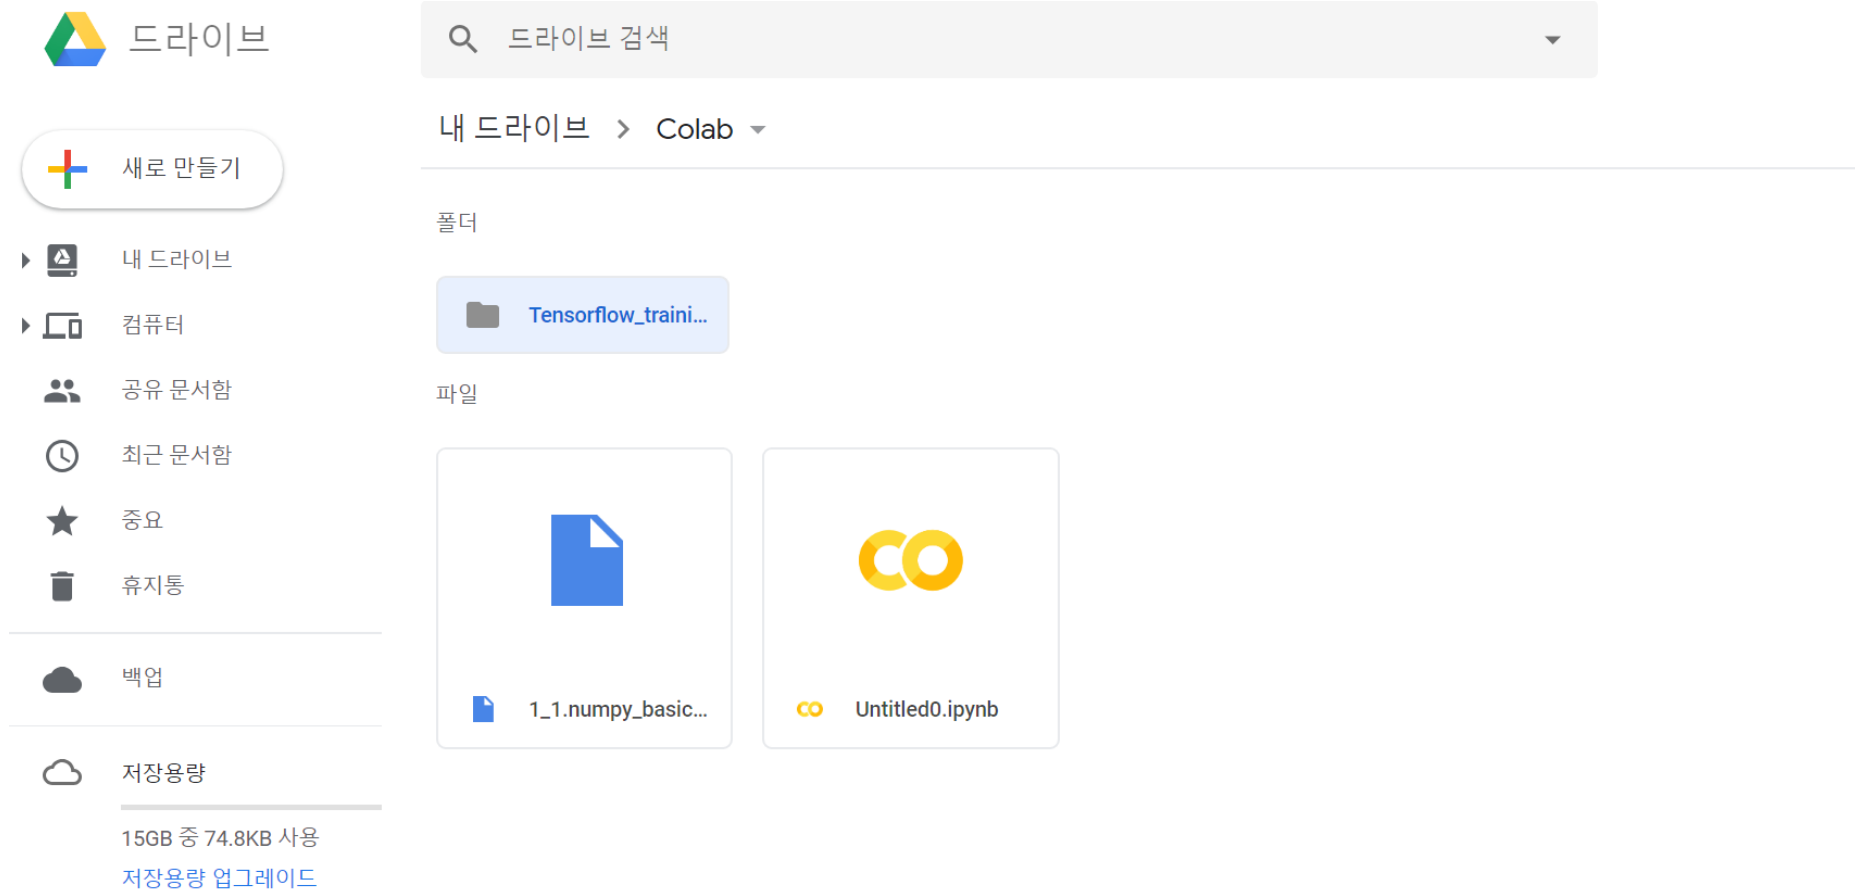 드라이브
드라이브 검색
내 드라이브 > Colab
새로 만들기
내 드라이브
컴퓨터
공유 문서함
최근 문서함
중요
휴지통
백업
저장용량
15GB 중 74.8KB 사용
저장용량 업그레이드
폴더
Tensorflow_traini...
파일
1_1.numpy_basic...
Untitled0.ipynb